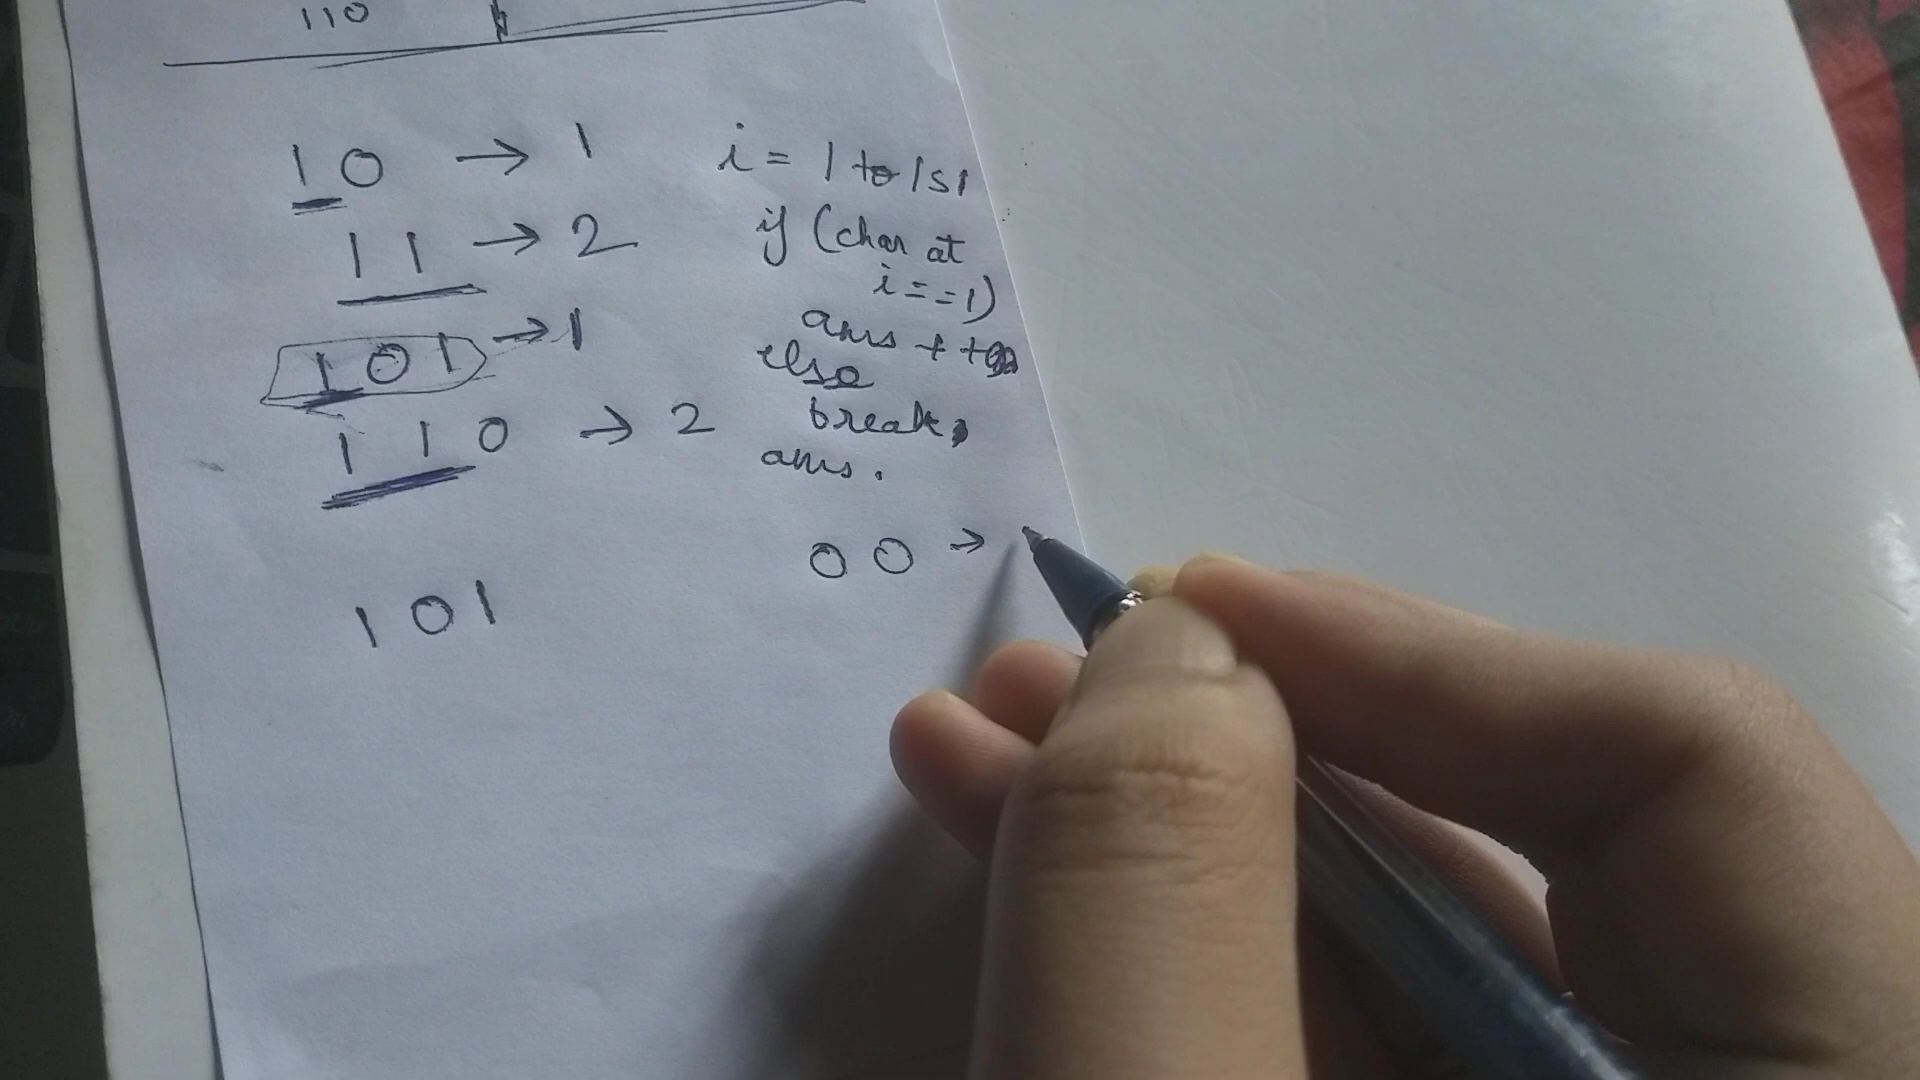 110
10 → 1
11 → 2
101 → 1
110 → 2
101
i = 1 to |s|
if (char at
i==1)
ans ++
else
break;
ans.
00 →